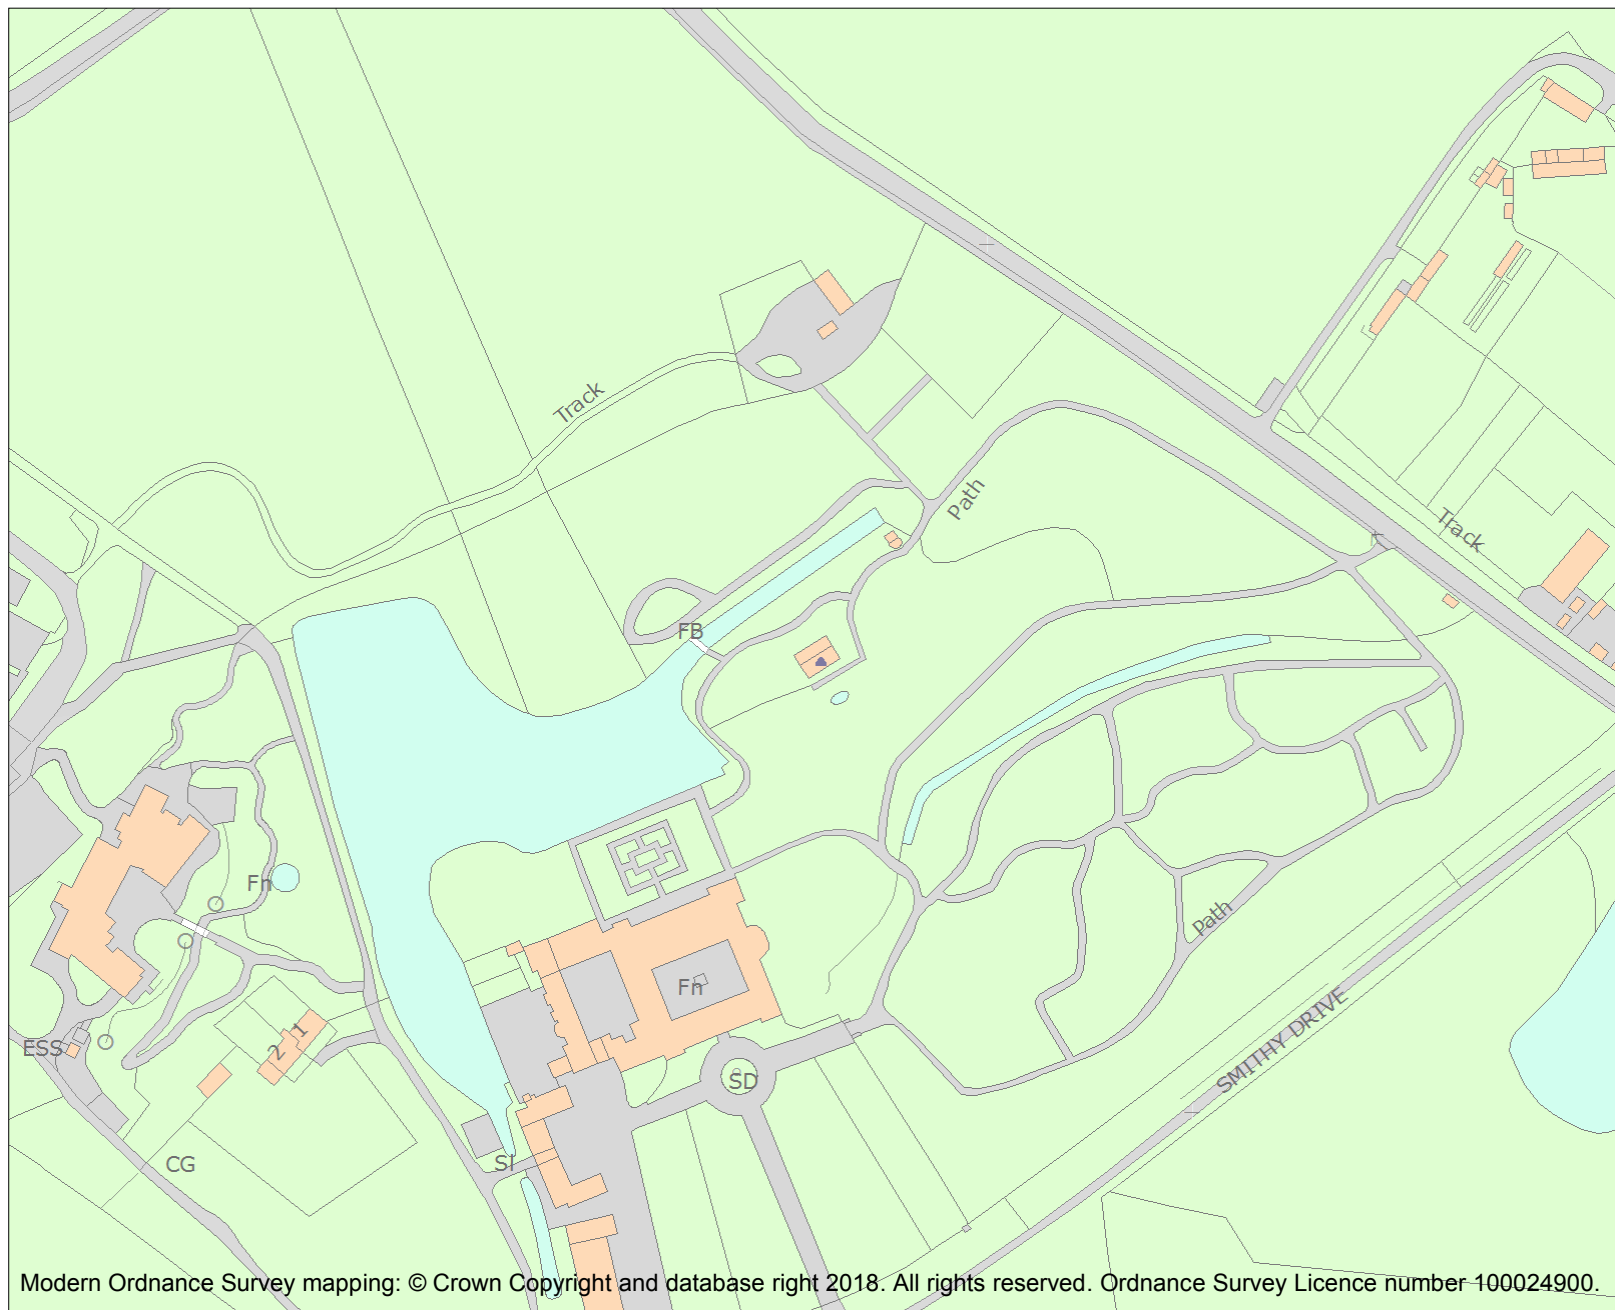 Track
Path
Track
FB
Fn
Fn
Path
SMITHY DRIVE
ESS
1
2
SD
CG
Sl
Modern Ordnance Survey mapping: © Crown Copyright and database right 2018. All rights reserved. Ordnance Survey Licence number 100024900.